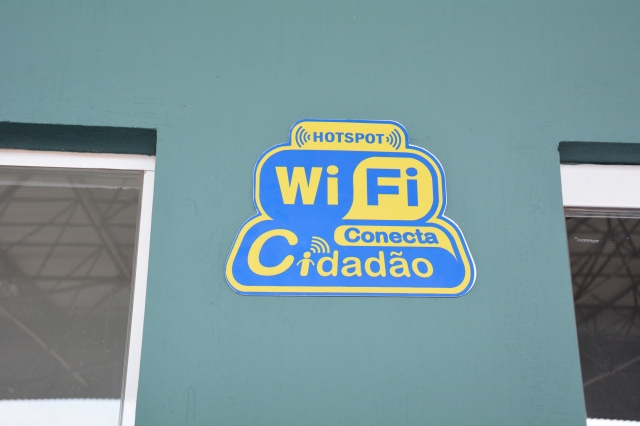 HOTSPOT
Wi Fi
Conecta
Cidadão